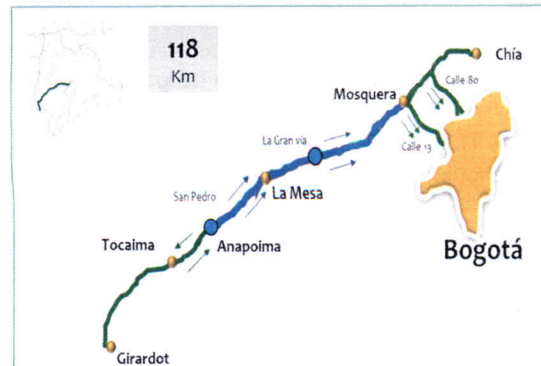 118
Km
Chía
Calle 80
Mosquera
La Gran vía
Calle 13
San Pedro
La Mesa
Tocaima
Anapoima
Bogotá
Girardot